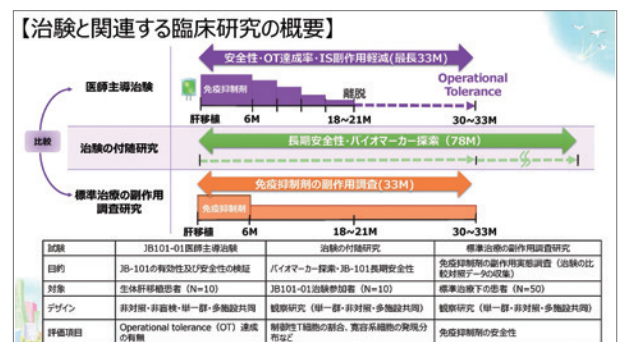 【治験と関連する臨床研究の概要】
安全性・OT達成率・IS副作用軽減(最長33M)
医師主導治験
免疫抑制剤
離脱
Operational
Tolerance
肝移植 6M 18~21M 30~33M
比較
治験の付随研究
長期安全性・バイオマーカー探索（78M）
免疫抑制剤の副作用調査(33M)
標準治療の副作用
調査研究
免疫抑制剤
肝移植 6M 18~21M 30~33M
試験 JB101-01医師主導治験 治験の付随研究 標準治療の副作用調査研究
目的 JB-101の有効性及び安全性の検証 バイオマーカー探索・JB-101長期安全性 免疫抑制剤の副作用実態調査（治験の比
較対照データの収集）
対象 生体肝移植患者（N=10） JB101-01治験参加者（N=10） 標準治療下の患者（N=50）
デザイン 非対照・非盲検・単一群・多施設共同 観察研究（単一群・非対照・多施設共同） 観察研究（単一群・非対照・多施設共同）
評価項目 Operational tolerance（OT）達成
の有無 制御性T細胞の割合、寛容系細胞の発現分
布など 免疫抑制剤の安全性